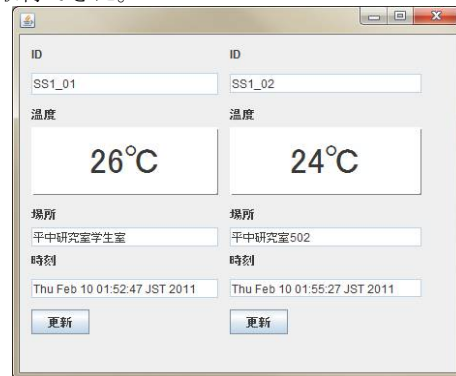 ID
SS1_01
温度
26℃
場所
平中研究室学生室
時刻
Thu Feb 10 01:52:47 JST 2011
更新
ID
SS1_02
温度
24℃
場所
平中研究室502
時刻
Thu Feb 10 01:55:27 JST 2011
更新